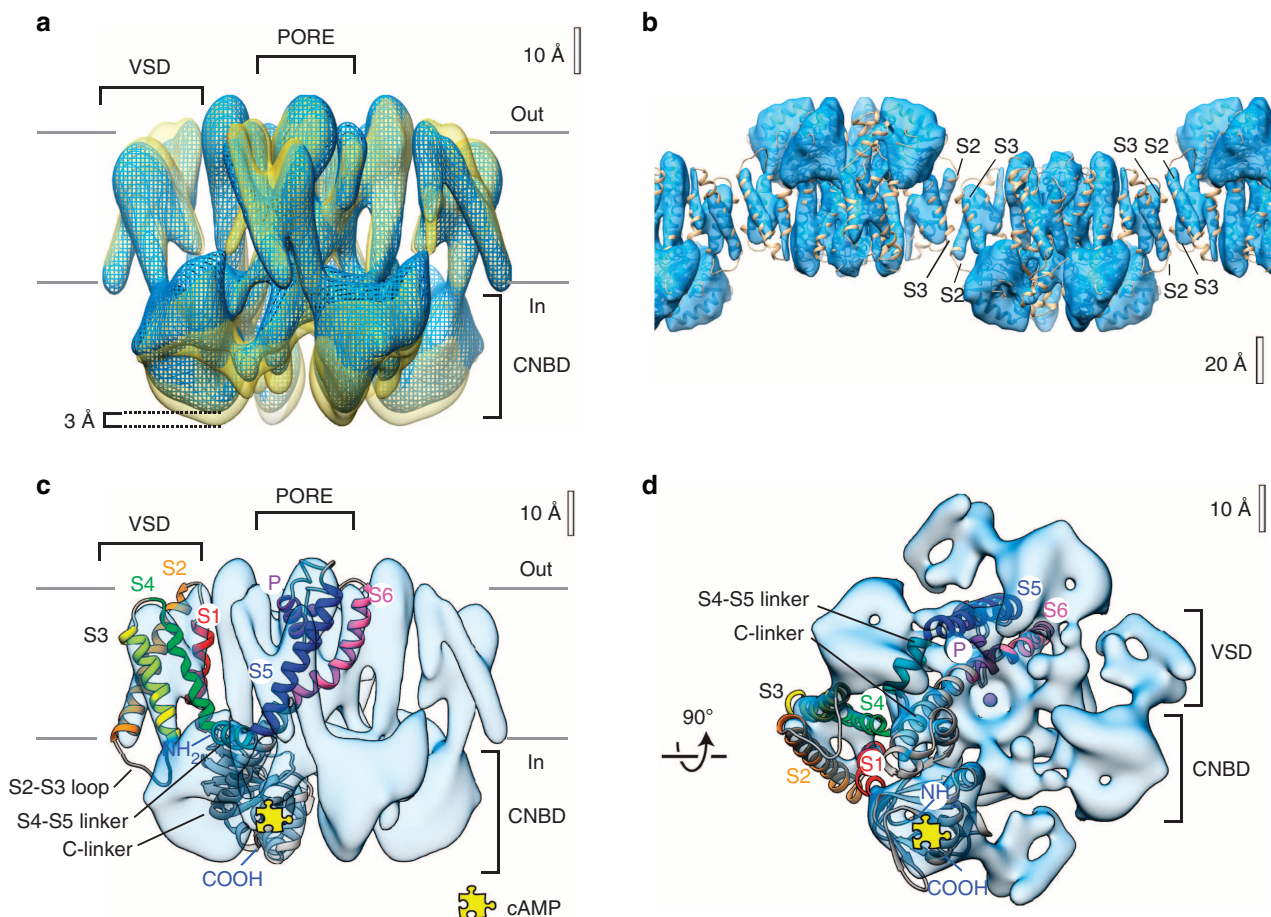 a
PORE
10 Å
VSD
Out
In
CNBD
3 Å
b
S2
S3
S3
S2
S3
S2
S2
S3
20 Å
c
PORE
10 Å
VSD
Out
S2
S4
P
S6
S1
S3
S5
NH2
In
S2–S3 loop
S4–S5 linker
C-linker
CNBD
COOH
cAMP
d
10 Å
S5
S4–S5 linker
S6
C-linker
P
VSD
S3
S4
90°
S1
S2
CNBD
NH
COOH